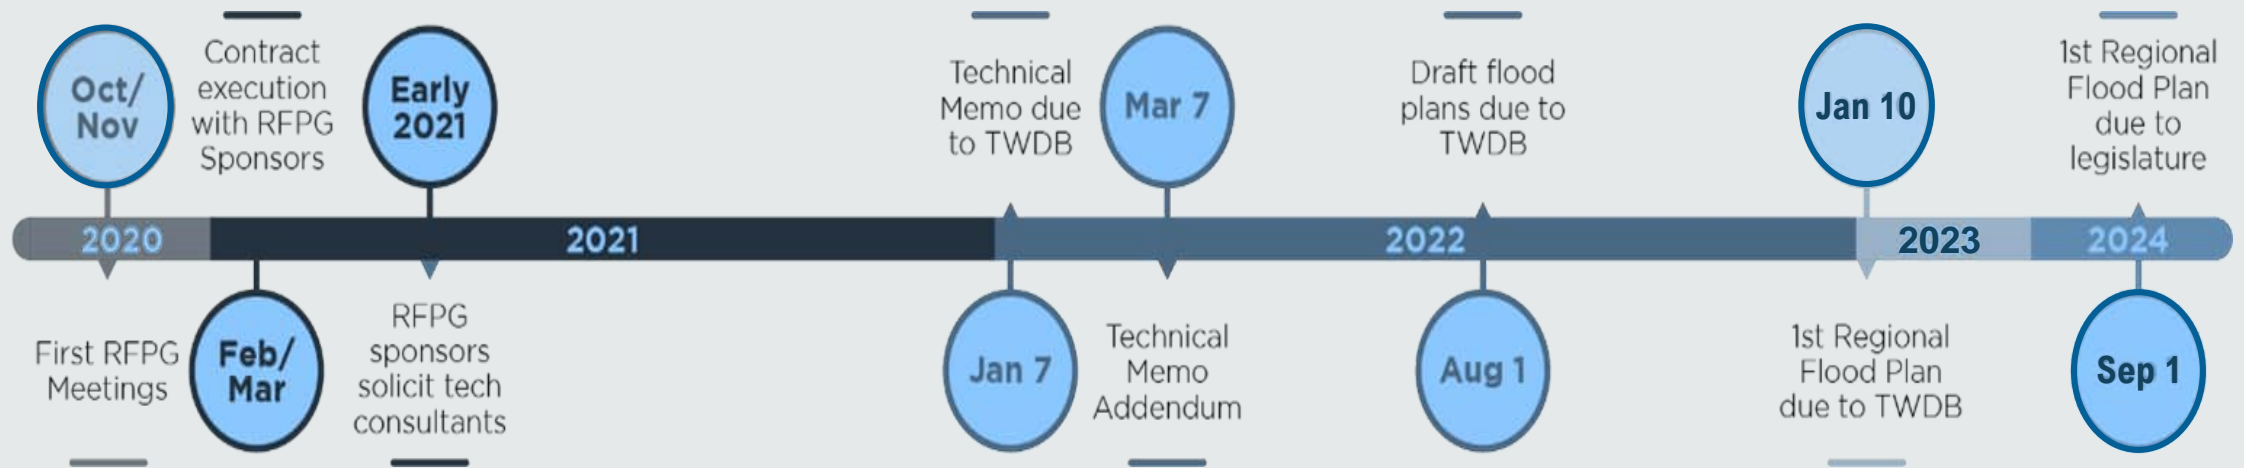 Oct/
Nov
Contract
execution
with RFPG
Sponsors
Early
2021
Technical
Memo due
to TWDB
Mar 7
Draft flood
plans due to
TWDB
Jan 10
1st Regional
Flood Plan
due to
legislature
2020
2021
2022
2023
2024
First RFPG
Meetings
Feb/
Mar
RFPG
sponsors
solicit tech
consultants
Jan 7
Technical
Memo
Addendum
Aug 1
1st Regional
Flood Plan
due to TWDB
Sep 1